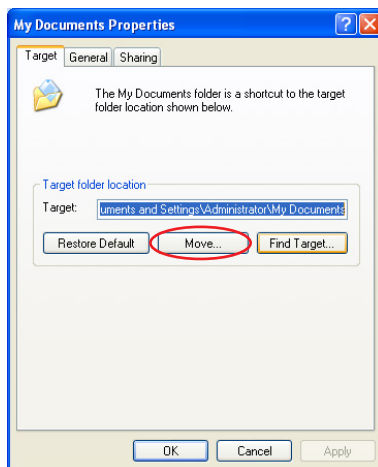 My Documents Properties
Target General Sharing
The My Documents folder is a shortcut to the target
folder location shown below.
Target folder location
Target: uments and Settings\Administrator\My Documents
Restore Default Move... Find Target...
OK Cancel Apply